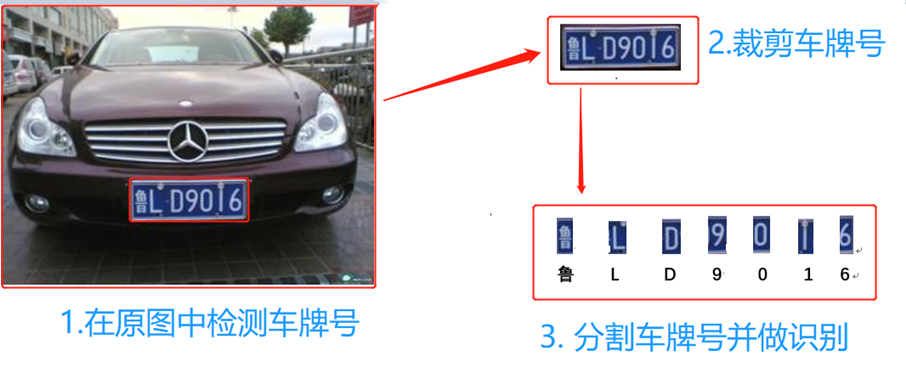 鲁L·D9016
鲁L·D9016
2.裁剪车牌号
鲁 L D 9 0 1 6
鲁 L D 9 0 1 6
1.在原图中检测车牌号
3. 分割车牌号并做识别